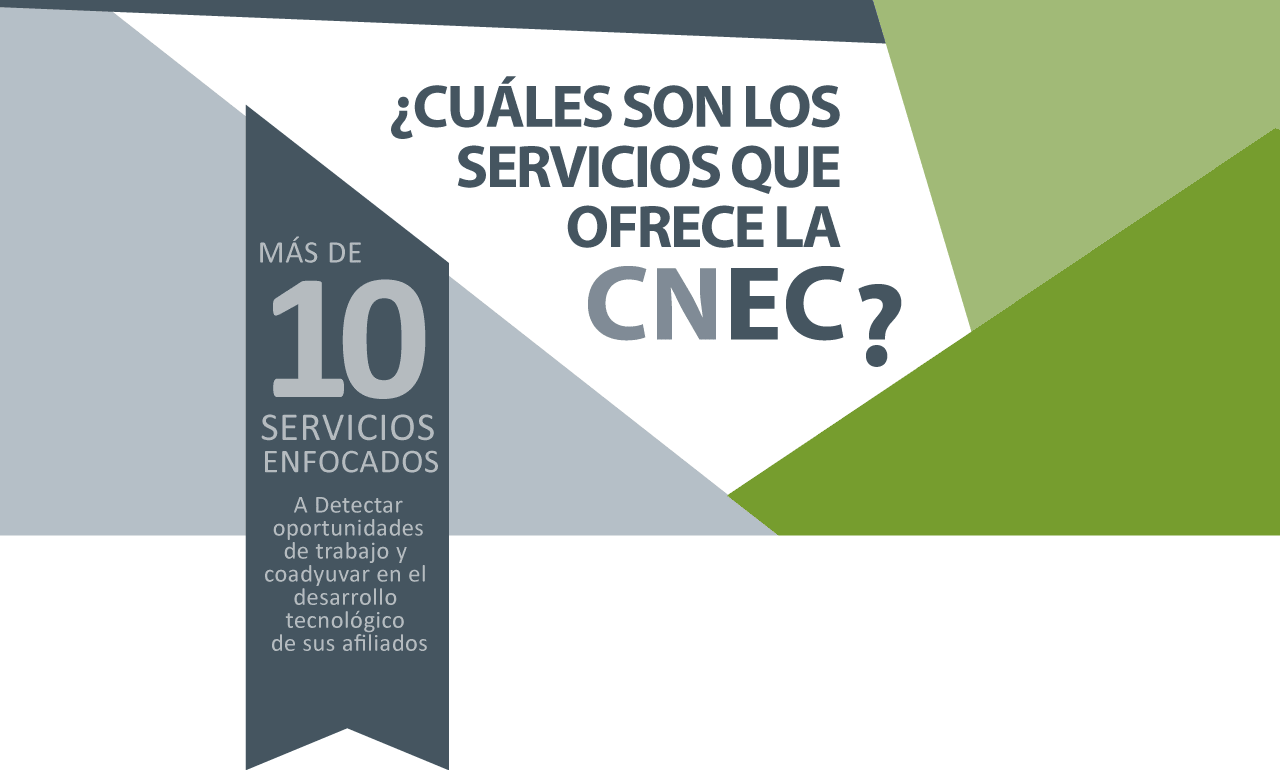 ¿CUÁLES SON LOS
SERVICIOS QUE
OFRECE LA
CNEC?
MÁS DE
10
SERVICIOS
ENFOCADOS
A Detectar
oportunidades
de trabajo y
coadyuvar en el
desarrollo
tecnológico
de sus afiliados